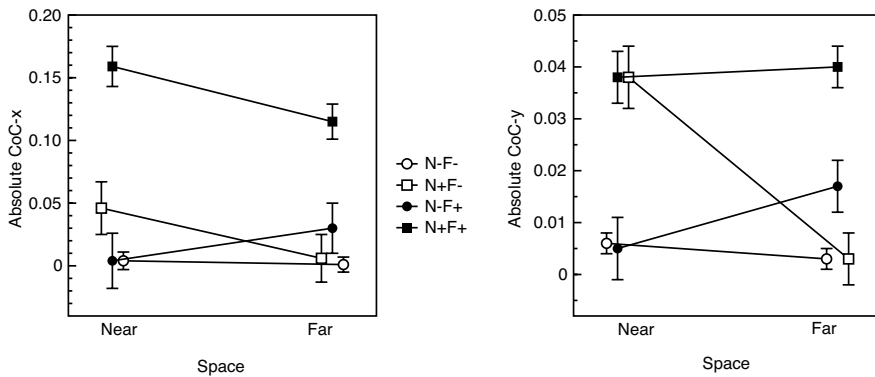 0.20
0.15
0.10
0.05
0
Absolute CoC-x
Near
Far
Space
N-F-
N+F-
N-F+
N+F+
0.05
0.04
0.03
0.02
0.01
0
Absolute CoC-y
Near
Far
Space